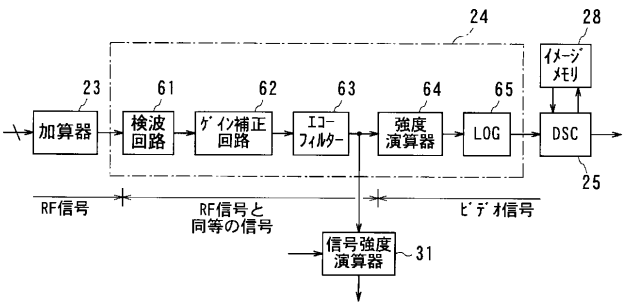 24
28
イメージ
メモリ
23
61
62
63
64
65
加算器
検波
回路
ゲイン補正
回路
エコー
フィルター
強度
演算器
LOG
DSC
25
RF信号
RF信号と
同等の信号
ビデオ信号
信号強度
演算器
31